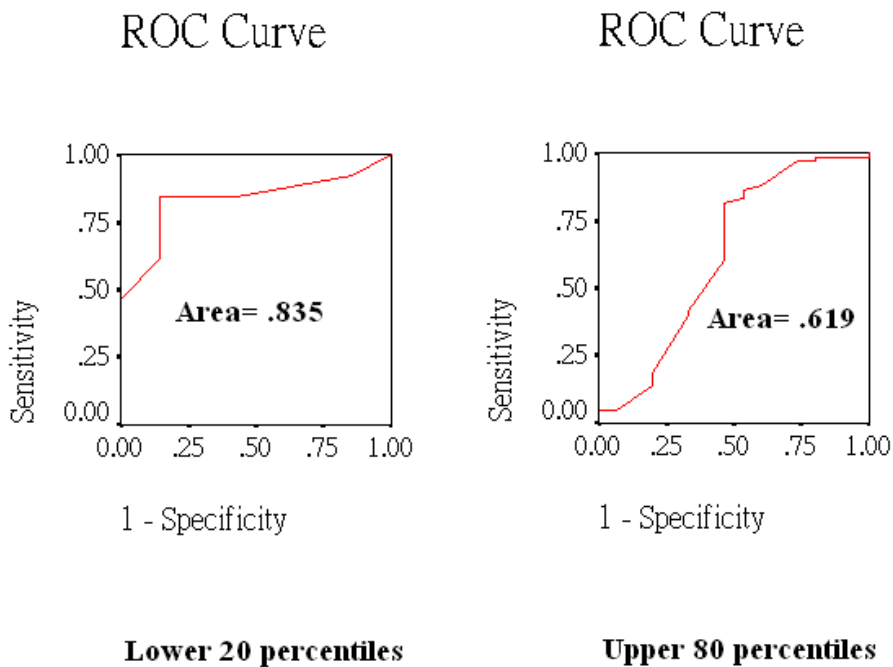 ROC Curve
1.00
.75
.50
.25
0.00
Sensitivity
Area= .835
0.00 .25 .50 .75 1.00
1 - Specificity
Lower 20 percentiles
ROC Curve
1.00
.75
.50
.25
0.00
Sensitivity
Area= .619
0.00 .25 .50 .75 1.00
1 - Specificity
Upper 80 percentiles